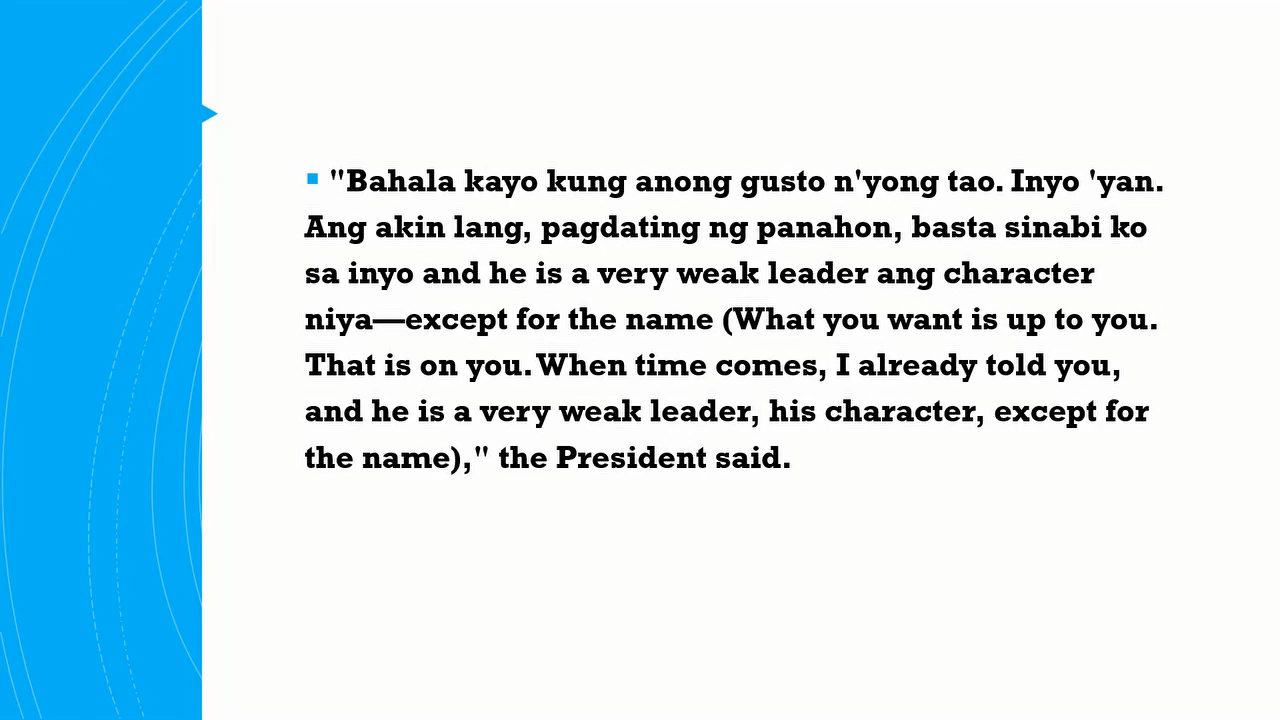 "Bahala kayo kung anong gusto n'yong tao. Inyo 'yan.
Ang akin lang, pagdating ng panahon, basta sinabi ko
sa inyo and he is a very weak leader ang character
niya—except for the name (What you want is up to you.
That is on you. When time comes, I already told you,
and he is a very weak leader, his character, except for
the name)," the President said.